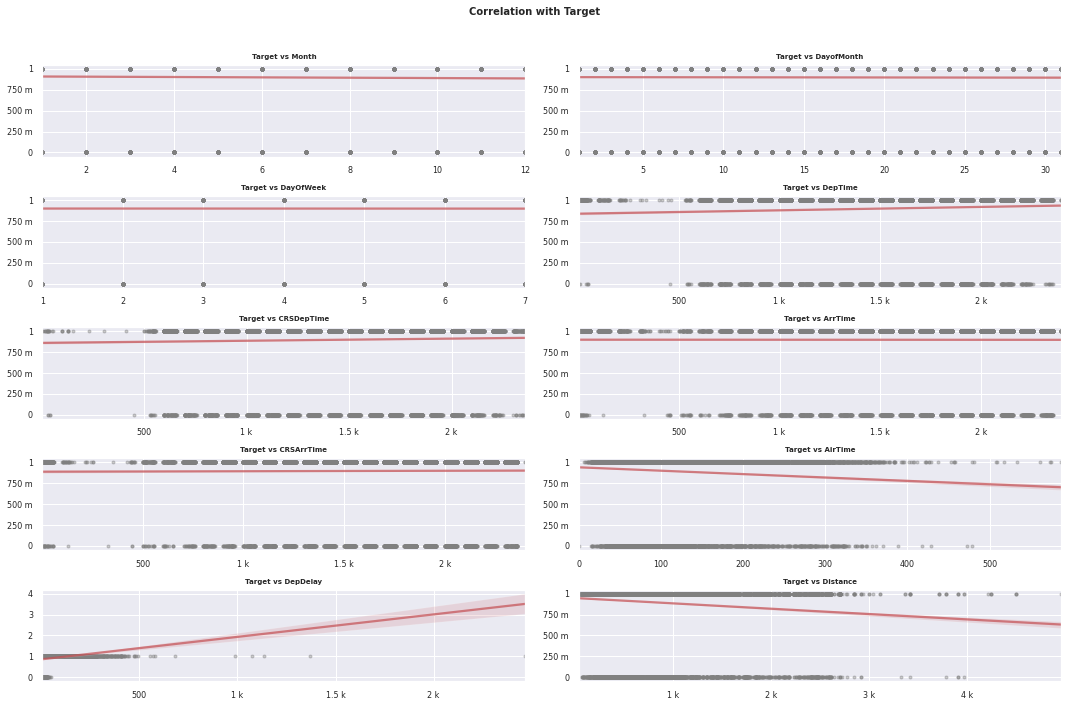 Correlation with Target
Target vs Month
1
750 m
500 m
250 m
0
2 4 6 8 10 12
Target vs DayofMonth
1
750 m
500 m
250 m
0
5 10 15 20 25 30
Target vs DayOfWeek
1
750 m
500 m
250 m
0
1 2 3 4 5 6 7
Target vs DepTime
1
750 m
500 m
250 m
0
500 1 k 1.5 k 2 k
Target vs CRSDepTime
1
750 m
500 m
250 m
0
500 1 k 1.5 k 2 k
Target vs ArrTime
1
750 m
500 m
250 m
0
500 1 k 1.5 k 2 k
Target vs CRSArrTime
1
750 m
500 m
250 m
0
500 1 k 1.5 k 2 k
Target vs AirTime
1
750 m
500 m
250 m
0
0 100 200 300 400 500
Target vs DepDelay
4
3
2
1
0
500 1 k 1.5 k 2 k
Target vs Distance
1
750 m
500 m
250 m
0
1 k 2 k 3 k 4 k